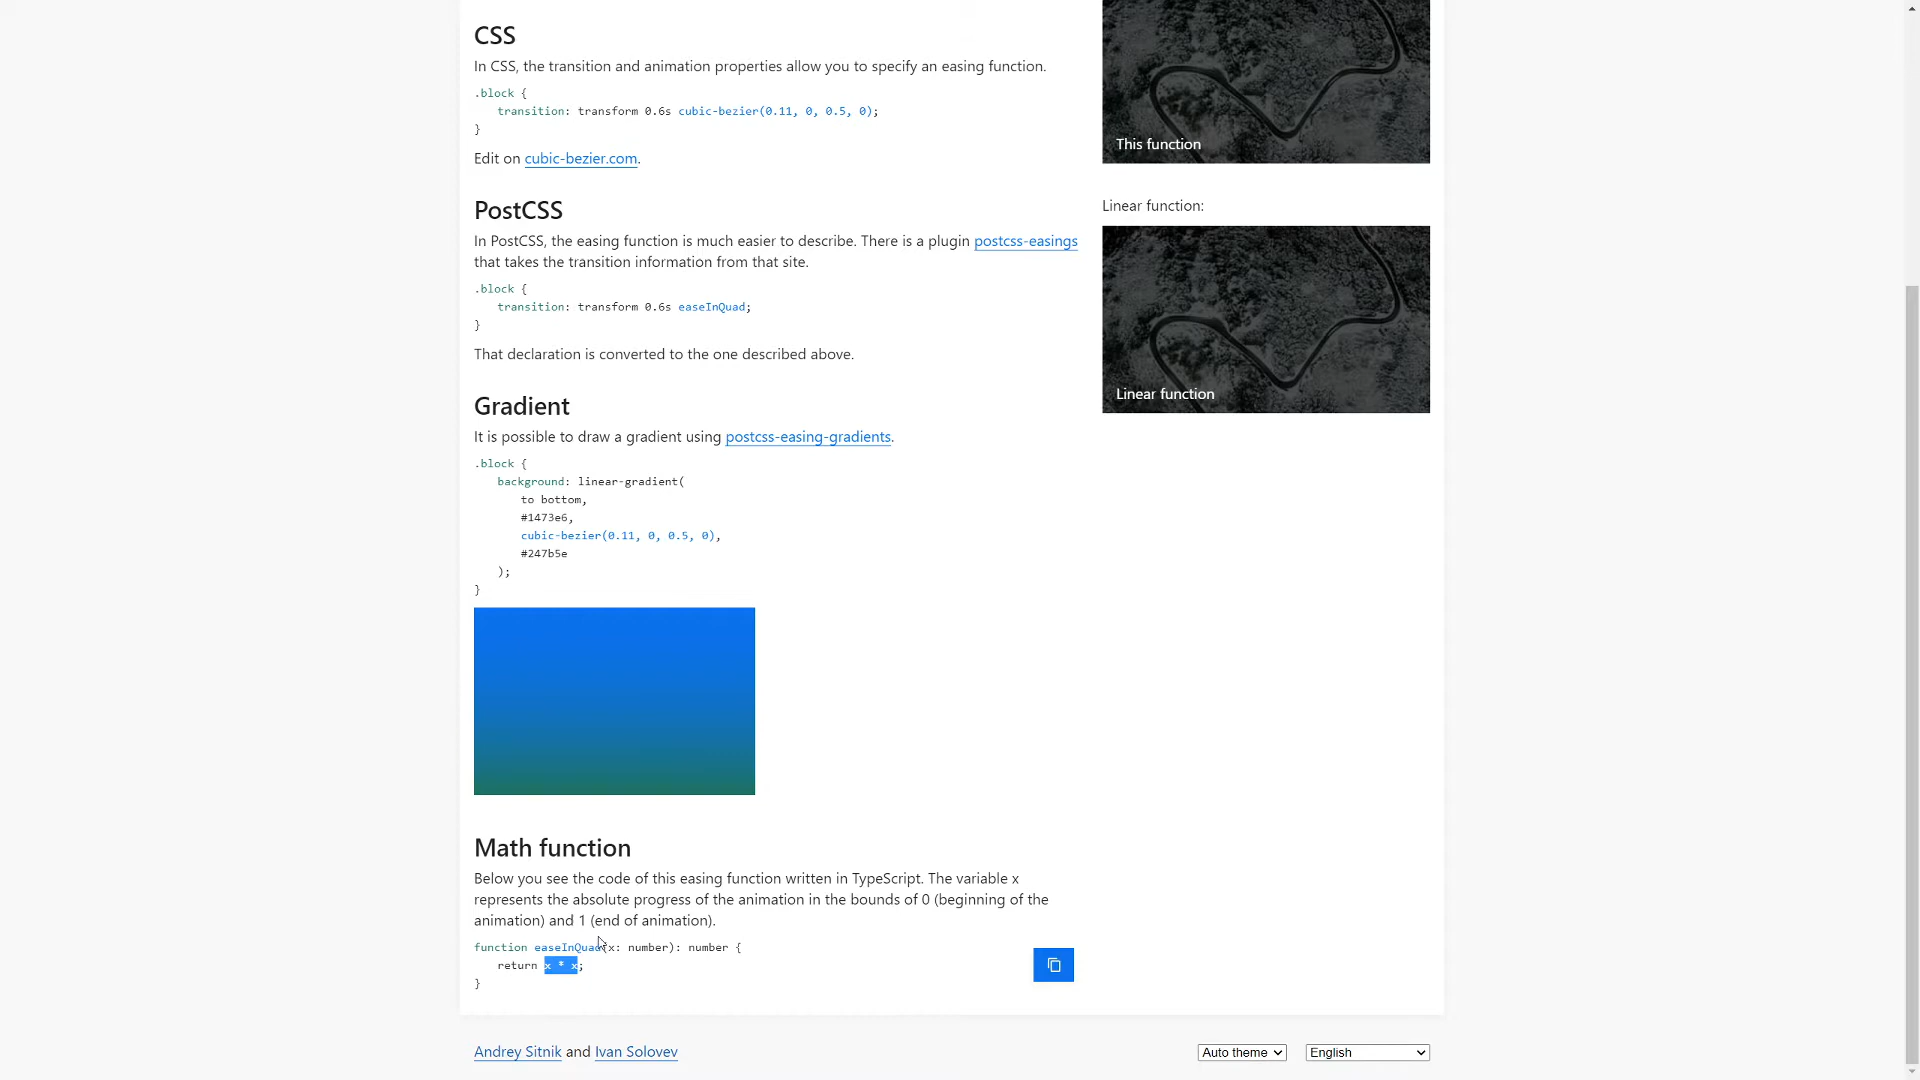 CSS
In CSS, the transition and animation properties allow you to specify an easing function.
.block {
transition: transform 0.6s cubic-bezier(0.11, 0, 0.5, 0);
}
Edit on cubic-bezier.com.
This function
PostCSS
In PostCSS, the easing function is much easier to describe. There is a plugin postcss-easings
that takes the transition information from that site.
.block {
transition: transform 0.6s easeInQuad;
}
That declaration is converted to the one described above.
Linear function:
Linear function
Gradient
It is possible to draw a gradient using postcss-easing-gradients.
.block {
background: linear-gradient(
to bottom,
#1473e6,
cubic-bezier(0.11, 0, 0.5, 0),
#247b5e
);
}
Math function
Below you see the code of this easing function written in TypeScript. The variable x
represents the absolute progress of the animation in the bounds of 0 (beginning of the
animation) and 1 (end of animation).
function easeInQuad(x: number): number {
return x * x;
}
Andrey Sitnik and Ivan Solovev
Auto theme
English